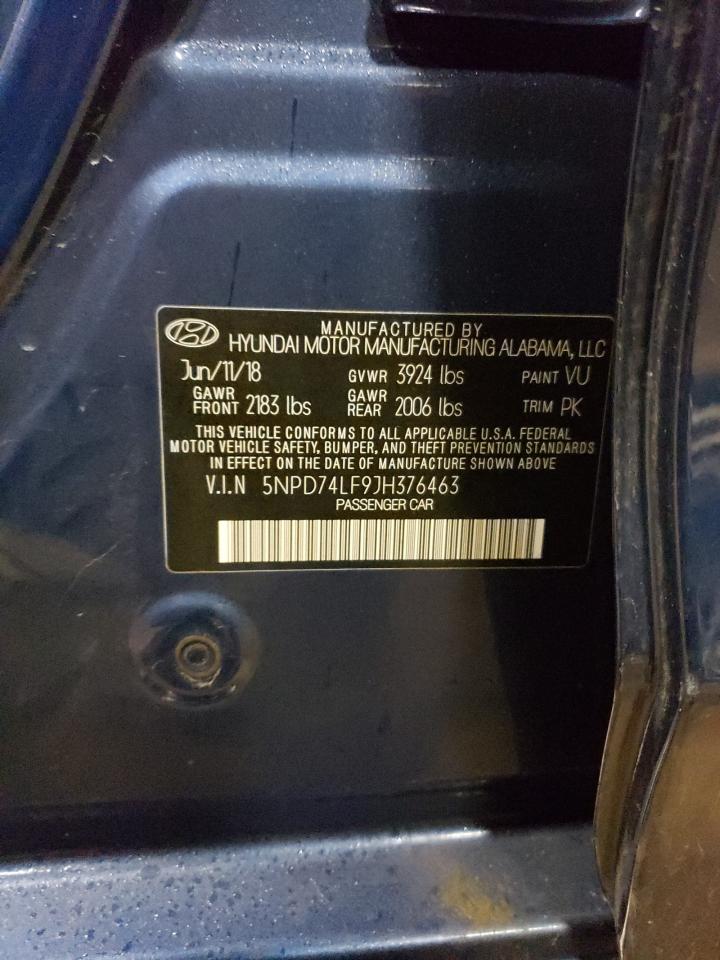 MANUFACTURED BY
HYUNDAI MOTOR MANUFACTURING ALABAMA, LLC
Jun/11/18 GVWR 3924 lbs PAINT VU
GAWR FRONT 2183 lbs GAWR REAR 2006 lbs TRIM PK
THIS VEHICLE CONFORMS TO ALL APPLICABLE U.S.A. FEDERAL
MOTOR VEHICLE SAFETY, BUMPER, AND THEFT PREVENTION STANDARDS
IN EFFECT ON THE DATE OF MANUFACTURE SHOWN ABOVE
V.I.N 5NPD74LF9JH376463
PASSENGER CAR